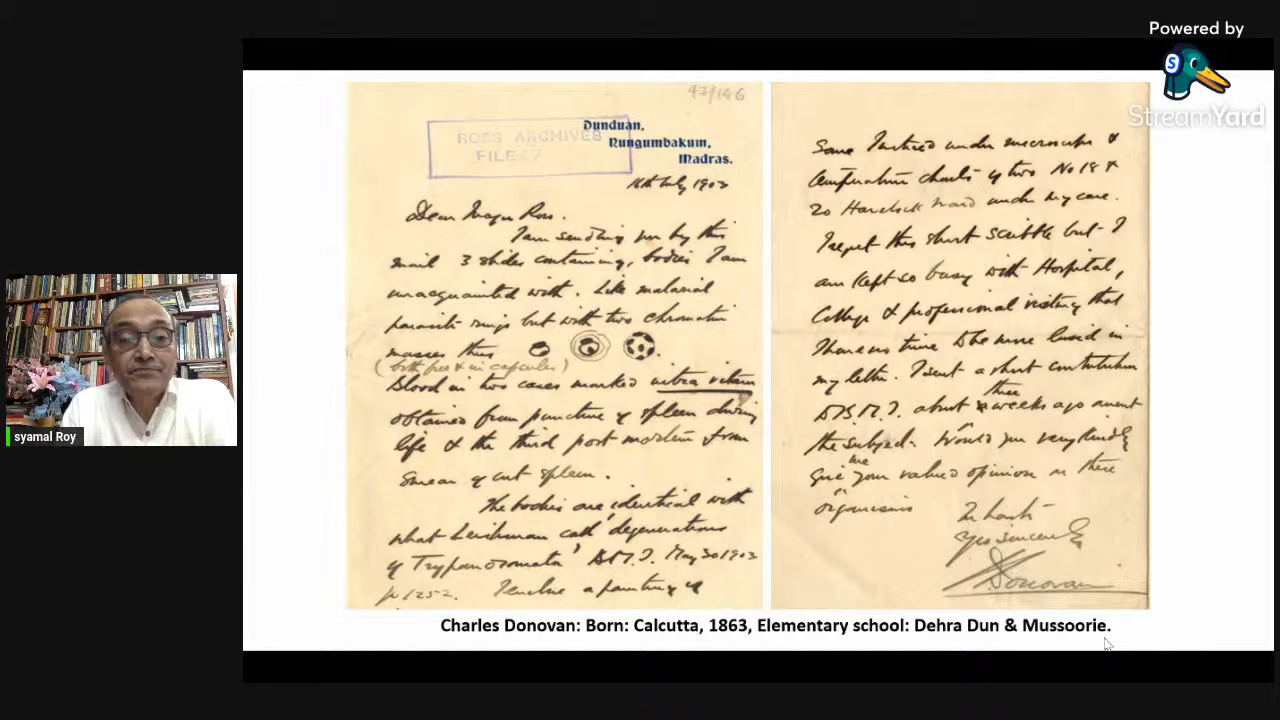 Powered by
StreamYard
47/146
ROSS ARCHIVES
FILE 47
Dunduán,
Nungumbakum,
Madras.
16th July 1903
Dear Major Ross.
I am sending you by this
mail 3 slides containing, bodies I am
unacquainted with. Like malarial
parasite rings but with two chromatin
masses thus
(both free & in capsules)
Blood in two cases marked intra vitam
obtained from puncture of spleen during
life & the third post mortem from
smear of cut spleen.
The bodies are identical with
what Leishman calls 'degenerations
of Trypanosomata' B.M.J. May 30 1903
p 1252. I enclose a painting of
Same I noticed under microscope &
temperature charts of two No 18 &
20 Havelock ward under my care.
I regret this short scribble but I
am kept so busy with Hospital,
College & professional visiting that
I have no time to be more lucid in
my letter. I sent a short contribution
three
B.M.J. about weeks ago anent
the subject. Would you very kindly
me
give your valued opinion on these
organisms
In haste
Yrs sincerely
Donovan
syamal Roy
Charles Donovan: Born: Calcutta, 1863, Elementary school: Dehra Dun & Mussoorie.